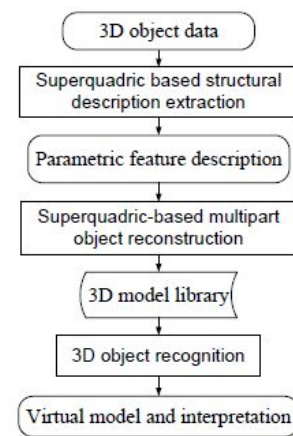 3D object data
Superquadric based structural
description extraction
Parametric feature description
Superquadric-based multipart
object reconstruction
3D model library
3D object recognition
Virtual model and interpretation